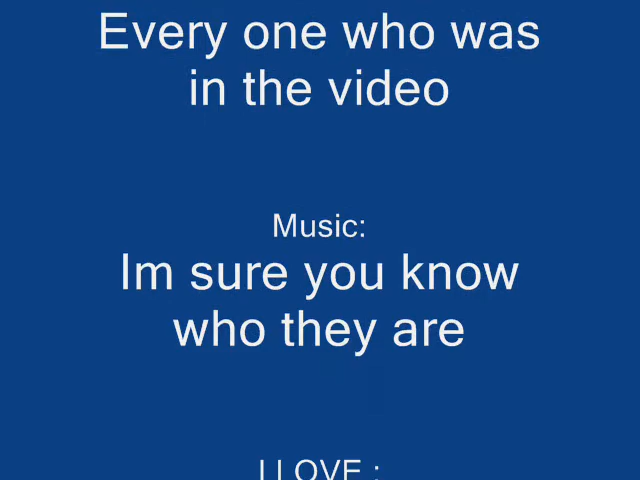 Every one who was
in the video
Music:
Im sure you know
who they are
I LOVE :